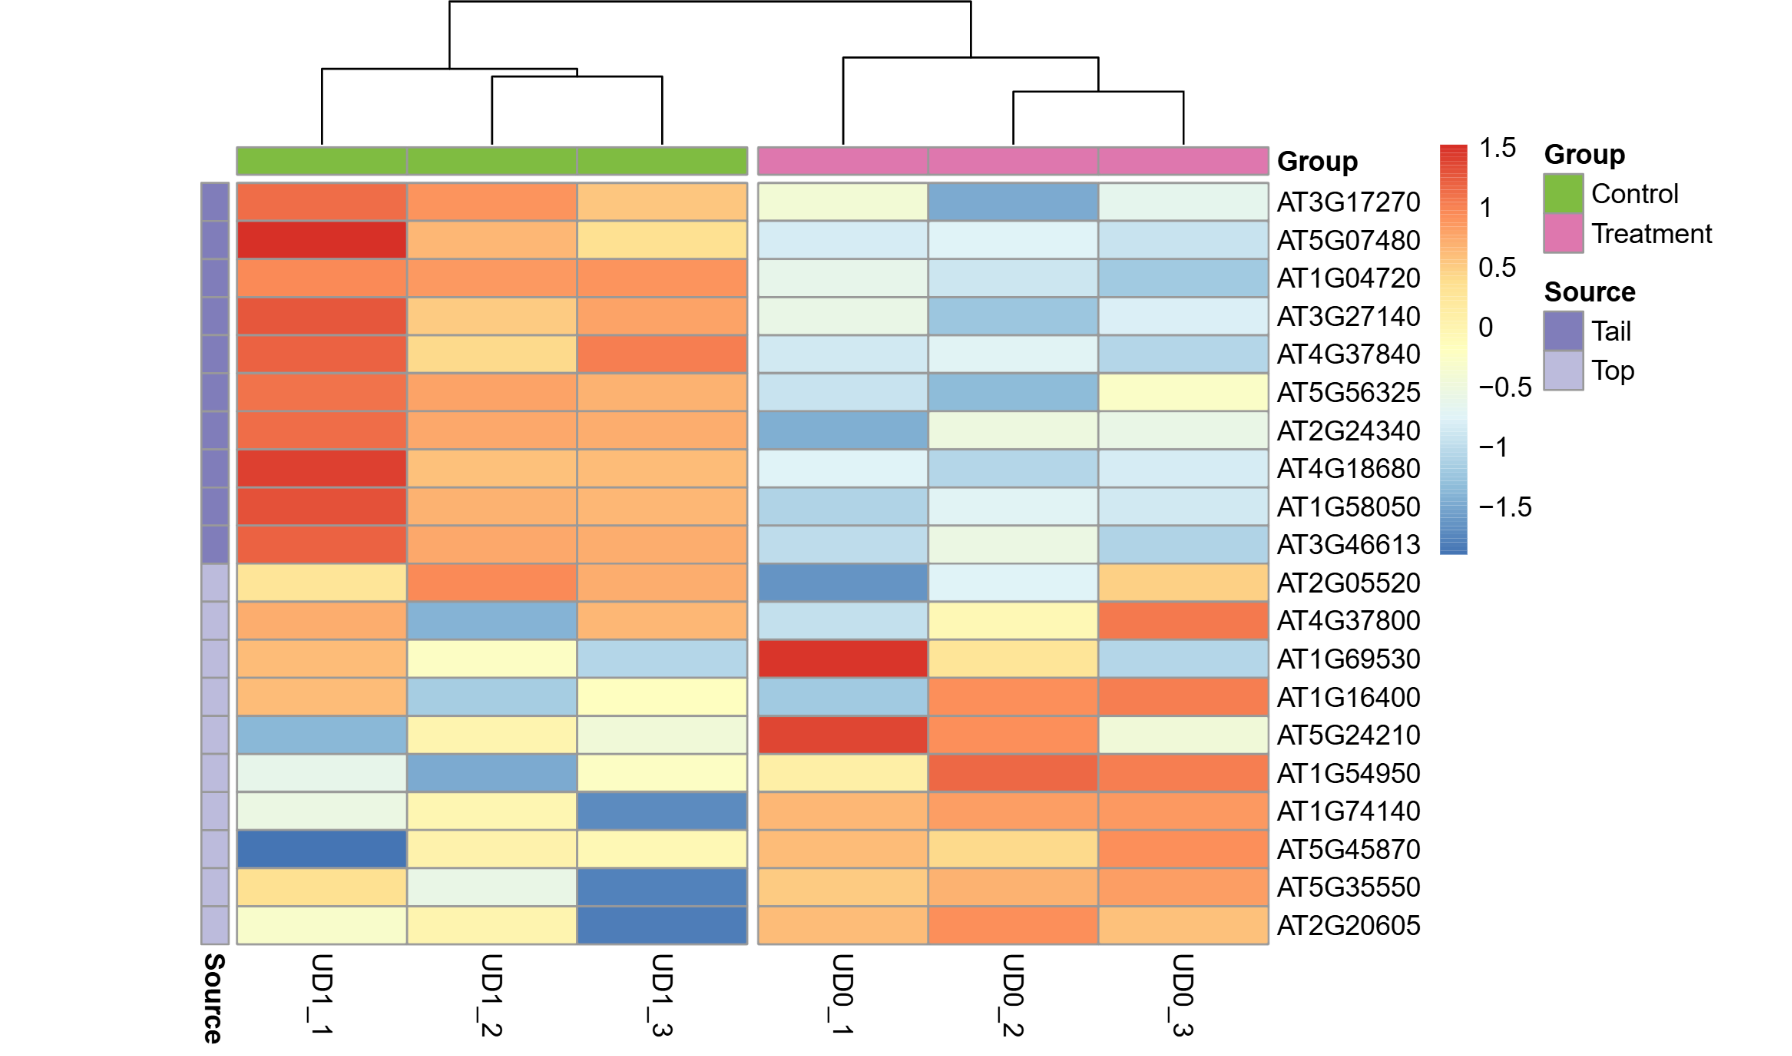 Group
AT3G17270
AT5G07480
AT1G04720
AT3G27140
AT4G37840
AT5G56325
AT2G24340
AT4G18680
AT1G58050
AT3G46613
AT2G05520
AT4G37800
AT1G69530
AT1G16400
AT5G24210
AT1G54950
AT1G74140
AT5G45870
AT5G35550
AT2G20605
Source
UD1_1
UD1_2
UD1_3
UD0_1
UD0_2
UD0_3
1.5
1
0.5
0
−0.5
−1
−1.5
Group
Control
Treatment
Source
Tail
Top